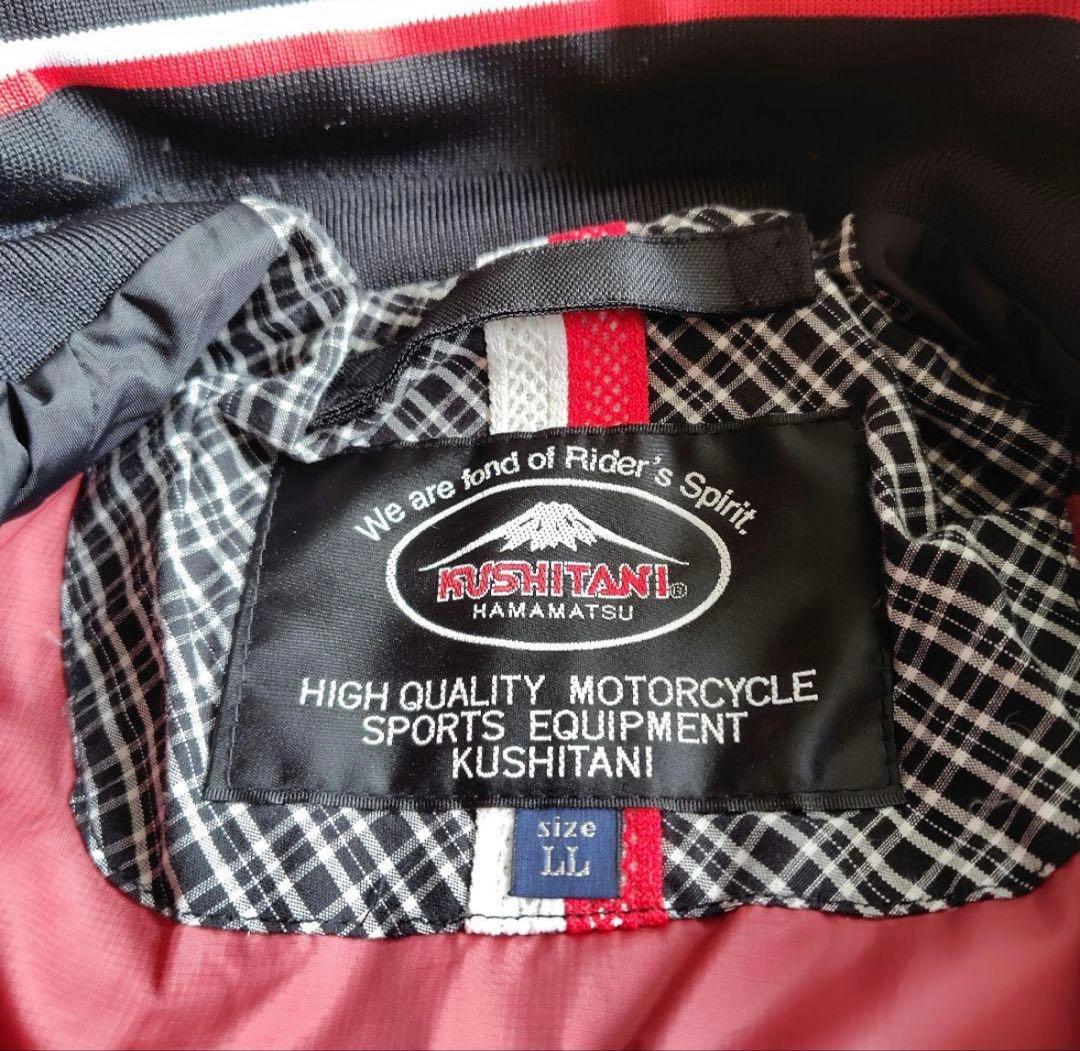 We are fond of Rider's Spirit.
KUSHITANI®
HAMAMATSU
HIGH QUALITY MOTORCYCLE
SPORTS EQUIPMENT
KUSHITANI
size
LL